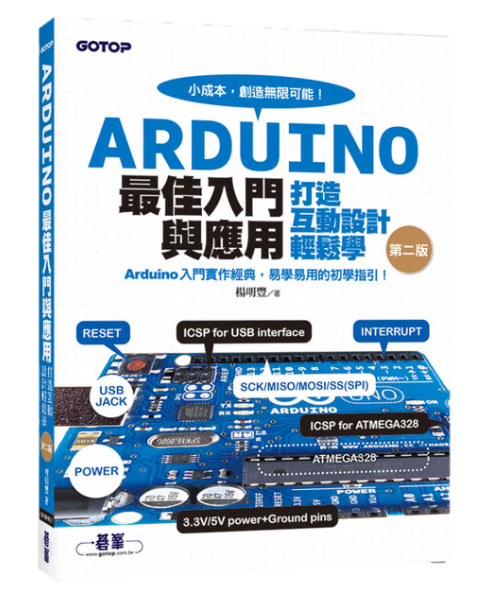 GOTOP
小成本，創造無限可能！
ARDUINO
最佳入門
與應用
打造
互動設計
輕鬆學
第二版
Arduino入門實作經典，易學易用的初學指引！
楊明豐／著
RESET
ICSP for USB interface
INTERRUPT
USB
JACK
SCK/MISO/MOSI/SS(SPI)
ARDUINO
SPK16.000G
ICSP for ATMEGA328
ATMEGA328
POWER
3.3V/5V power+Ground pins
碁峯
www.gotop.com.tw
ARDUINO 最佳入門與應用
打造互動
設計輕鬆學
第二版
楊明豐 著
碁峯